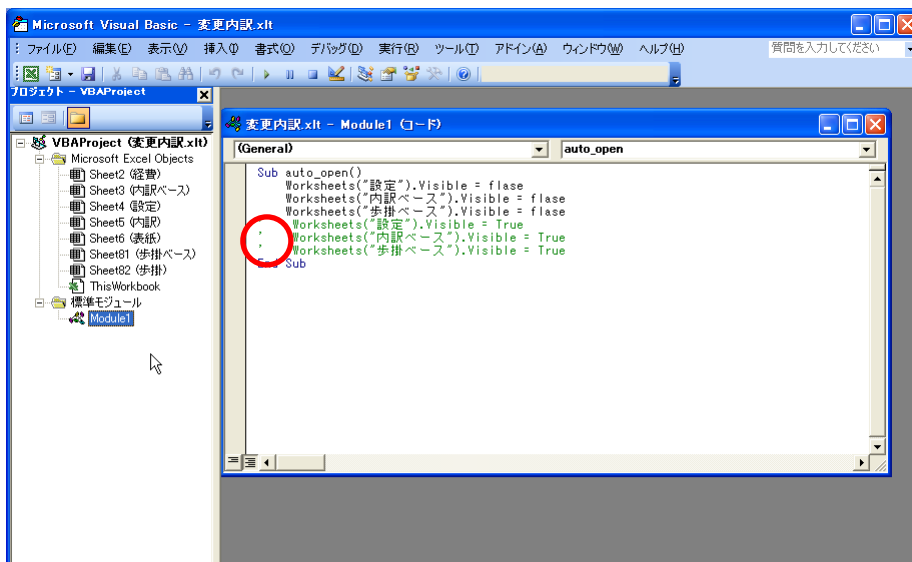 Microsoft Visual Basic - 変更内訳.xlt
ファイル(F) 編集(E) 表示(V) 挿入(I) 書式(O) デバッグ(D) 実行(R) ツール(T) アドイン(A) ウィンドウ(W) ヘルプ(H) 質問を入力してください
プロジェクト - VBAProject
変更内訳.xlt - Module1 (コード)
(General) auto_open
VBAProject (変更内訳.xlt)
Microsoft Excel Objects
Sheet2 (経費)
Sheet3 (内訳ベース)
Sheet4 (設定)
Sheet5 (内訳)
Sheet6 (表紙)
Sheet81 (歩掛ベース)
Sheet82 (歩掛)
ThisWorkbook
標準モジュール
Module1
Sub auto_open()
Worksheets("設定").Visible = flase
Worksheets("内訳ベース").Visible = flase
Worksheets("歩掛ベース").Visible = flase
' Worksheets("設定").Visible = True
' Worksheets("内訳ベース").Visible = True
' Worksheets("歩掛ベース").Visible = True
End Sub